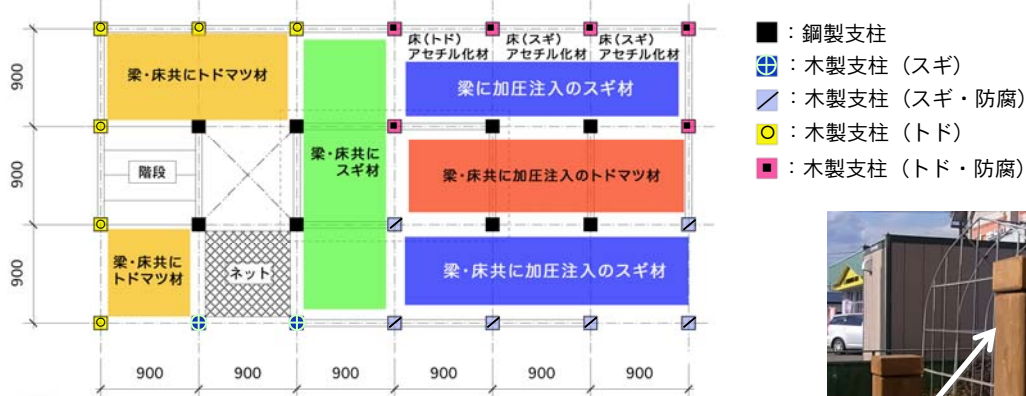 床(トド)
アセチル化材
床(スギ)
アセチル化材
床(スギ)
アセチル化材
梁・床共にトドマツ材
梁に加圧注入のスギ材
900
梁・床共に
スギ材
階段
梁・床共に加圧注入のトドマツ材
900
梁・床共に
トドマツ材
ネット
梁・床共に加圧注入のスギ材
900
900
900
900
900
900
900
:鋼製支柱
:木製支柱(スギ)
:木製支柱(スギ・防腐)
:木製支柱(トド)
:木製支柱(トド・防腐)